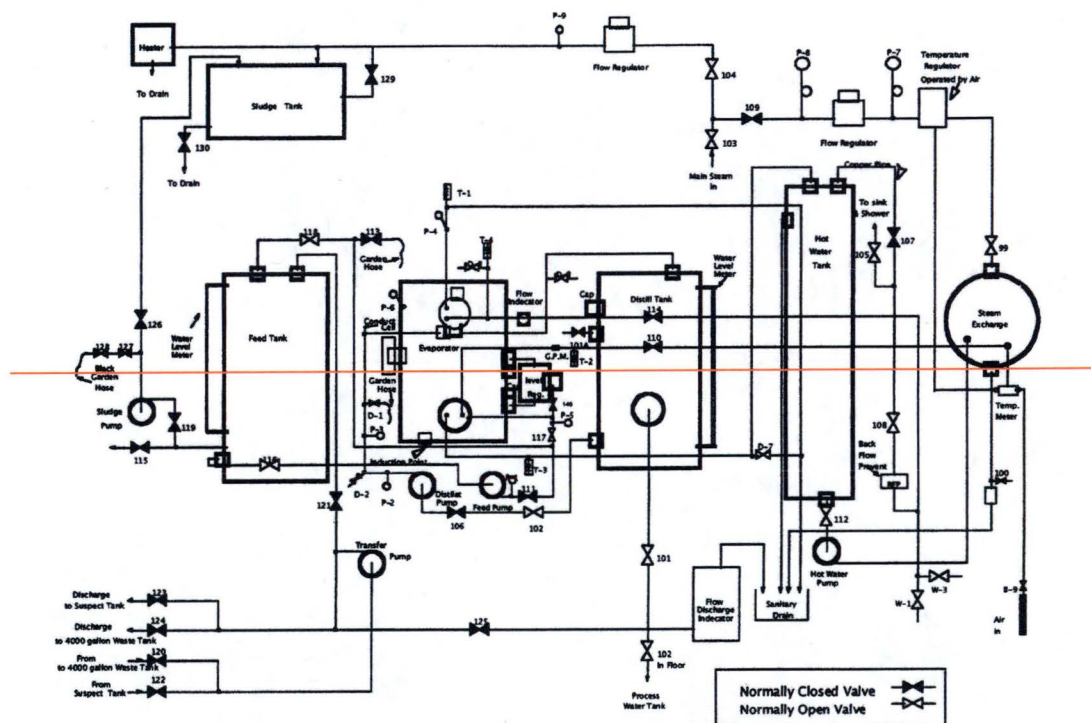 P-9
Heater
To Drain
Sludge Tank
129
130
To Drain
Flow Regulator
104
109
103
Main Steam
In
P-8
P-7
Temperature
Regulator
Operated by Air
Flow Regulator
Copper Pipe
To sink
& Shower
107
105
Hot
Water
Tank
99
Steam
Exchange
T-1
P-4
118
113
Garden
Hose
Water
Level
Meter
Feed Tank
126
128
127
Black
Garden
Hose
Sludge
Pump
119
115
116
P-6
Conduct
Cell
Evaporator
Flow
Indecator
Cap
Distill Tank
Water
Level Meter
114
110
101A
G.P.M.
T-2
Garden
Hose
D-1
level
Reg.
P-5
117
T-3
Induction Point
D-2
P-2
Distilat
Pump
Feed Pump
111
106
102
121
Transfer
Pump
D-7
108
Back
Flow
Prevent
BFP
Temp.
Meter
100
112
Hot Water
Pump
101
Flow
Discharge
Indicator
Sanitary
Drain
W-1
W-3
B-9
Air
in
Discharge
to Suspect Tank
123
Discharge
to 4000 gallon Waste Tank
124
125
From
to 4000 gallon Waste Tank
120
From
Suspect Tank
122
102
In Floor
Process
Water Tank
Normally Closed Valve
Normally Open Valve